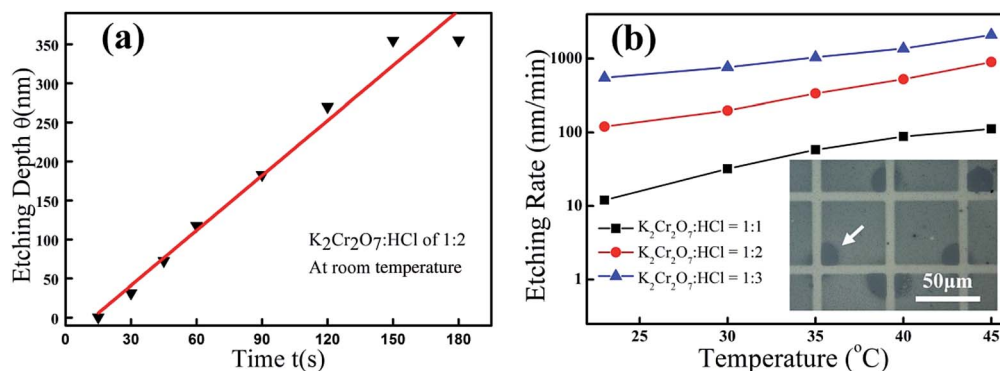 (a)
Etching Depth θ(nm)
350
300
250
200
150
100
50
0
K₂Cr₂O₇:HCl of 1:2
At room temperature
0 30 60 90 120 150 180
Time t(s)
(b)
Etching Rate (nm/min)
1000
100
10
1
K₂Cr₂O₇:HCl = 1:1
K₂Cr₂O₇:HCl = 1:2
K₂Cr₂O₇:HCl = 1:3
50μm
25 30 35 40 45
Temperature (°C)